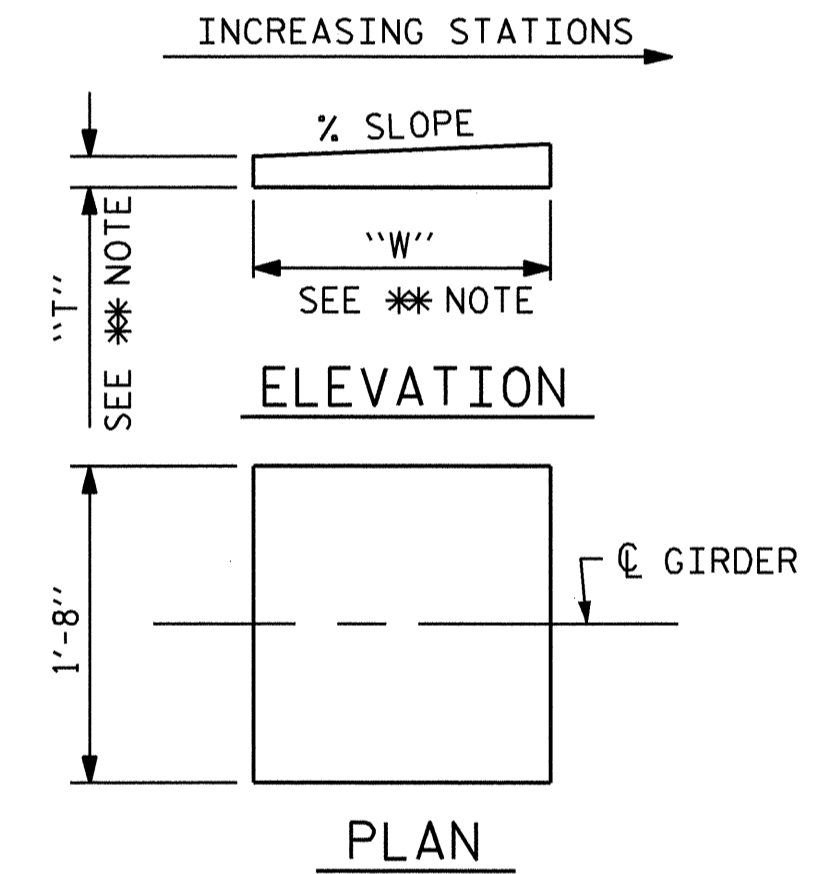 INCREASING STATIONS
% SLOPE
"W"
SEE ** NOTE
"T"
SEE ** NOTE
ELEVATION
1'-8"
℄ GIRDER
PLAN